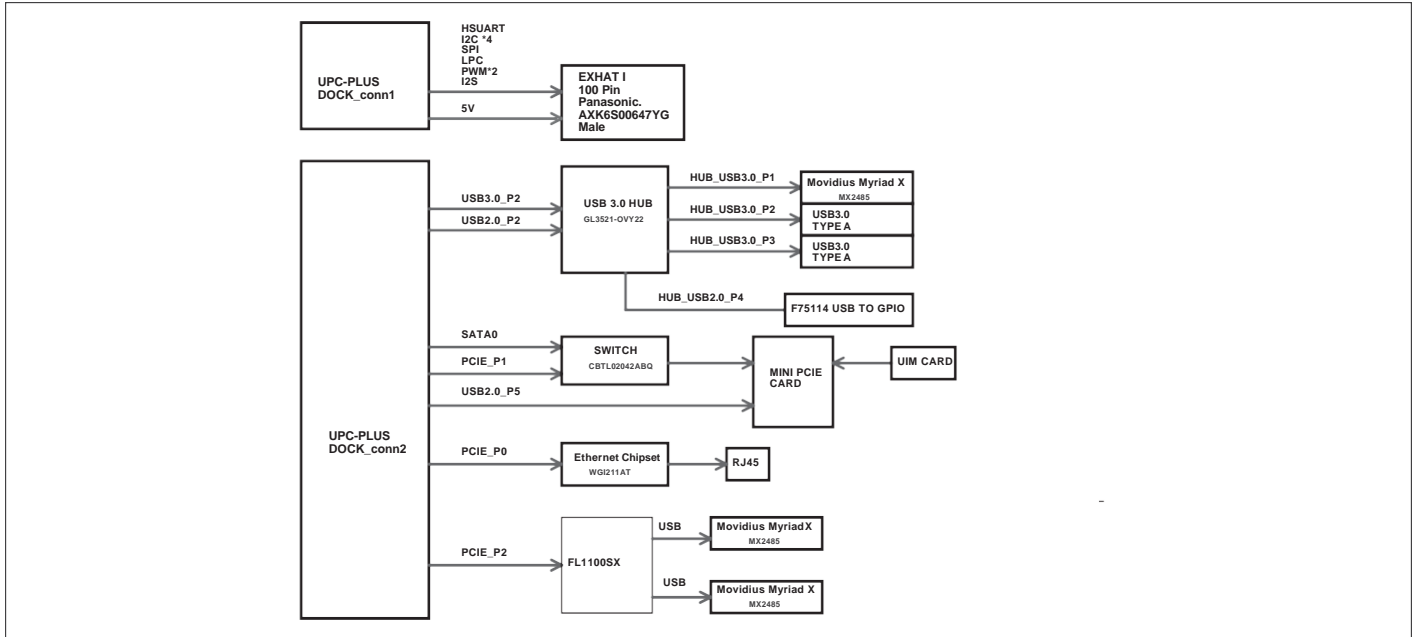 HSUART
I2C *4
SPI
LPC
PWM*2
I2S
5V
UPC-PLUS
DOCK_conn1
EXHAT I
100 Pin
Panasonic.
AXK6S00647YG
Male
USB3.0_P2
USB2.0_P2
USB 3.0 HUB
GL3521-OVY22
HUB_USB3.0_P1
HUB_USB3.0_P2
HUB_USB3.0_P3
Movidius Myriad X
MX2485
USB3.0
TYPE A
USB3.0
TYPE A
HUB_USB2.0_P4
F75114 USB TO GPIO
SATA0
PCIE_P1
USB2.0_P5
SWITCH
CBTL02042ABQ
MINI PCIE
CARD
UIM CARD
UPC-PLUS
DOCK_conn2
PCIE_P0
Ethernet Chipset
WGI211AT
RJ45
PCIE_P2
FL1100SX
USB
Movidius Myriad X
MX2485
USB
Movidius Myriad X
MX2485